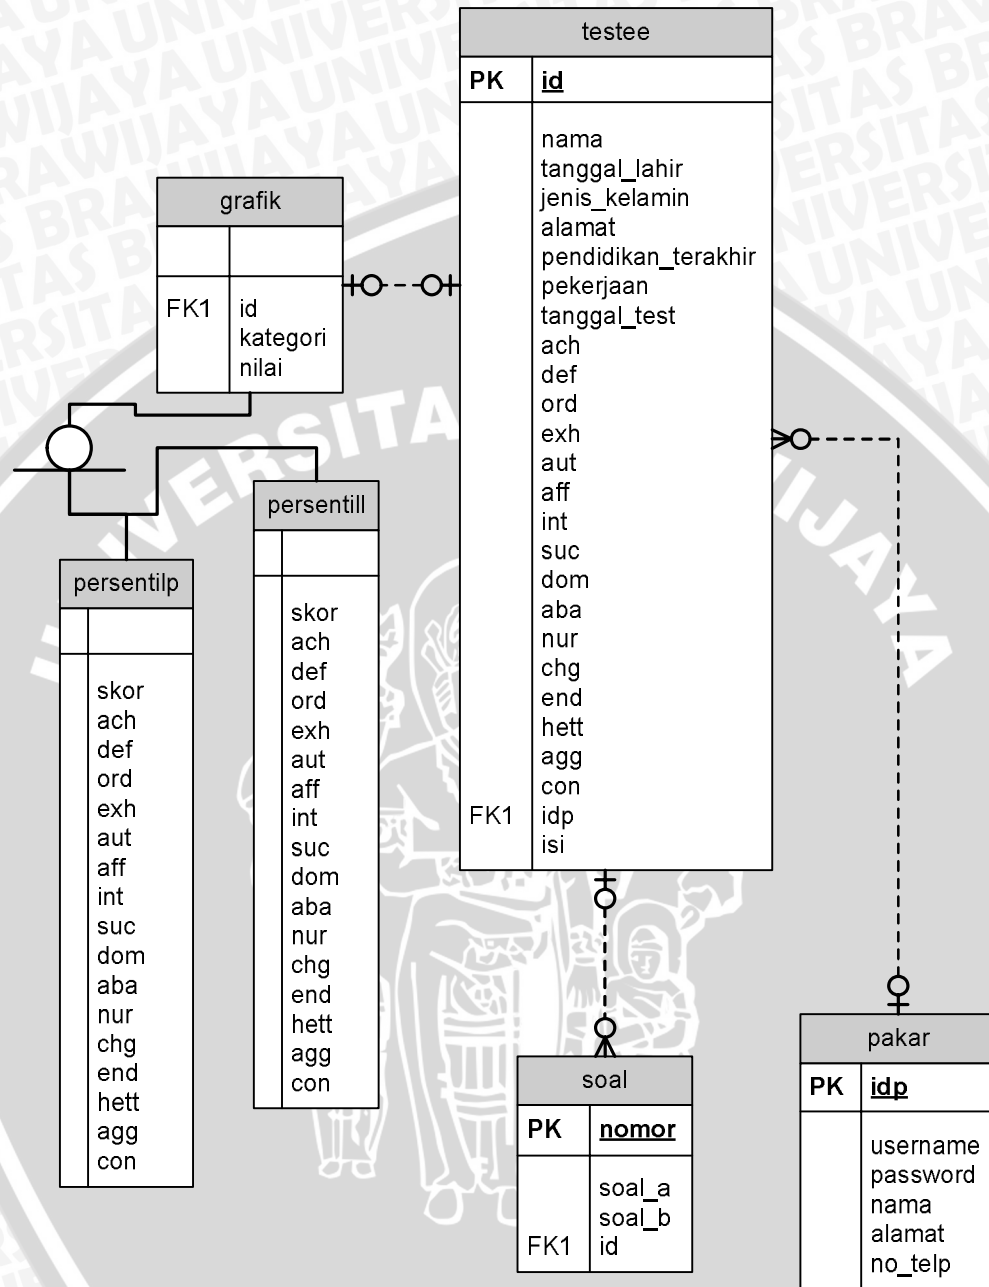 testee
PK id
nama
tanggal_lahir
jenis_kelamin
alamat
pendidikan_terakhir
pekerjaan
tanggal_test
ach
def
ord
exh
aut
aff
int
suc
dom
aba
nur
chg
end
hett
agg
con
FK1 idp
isi
grafik
FK1 id
kategori
nilai
persentilp
skor
ach
def
ord
exh
aut
aff
int
suc
dom
aba
nur
chg
end
hett
agg
con
persentill
skor
ach
def
ord
exh
aut
aff
int
suc
dom
aba
nur
chg
end
hett
agg
con
soal
PK nomor
soal_a
soal_b
FK1 id
pakar
PK idp
username
password
nama
alamat
no_telp